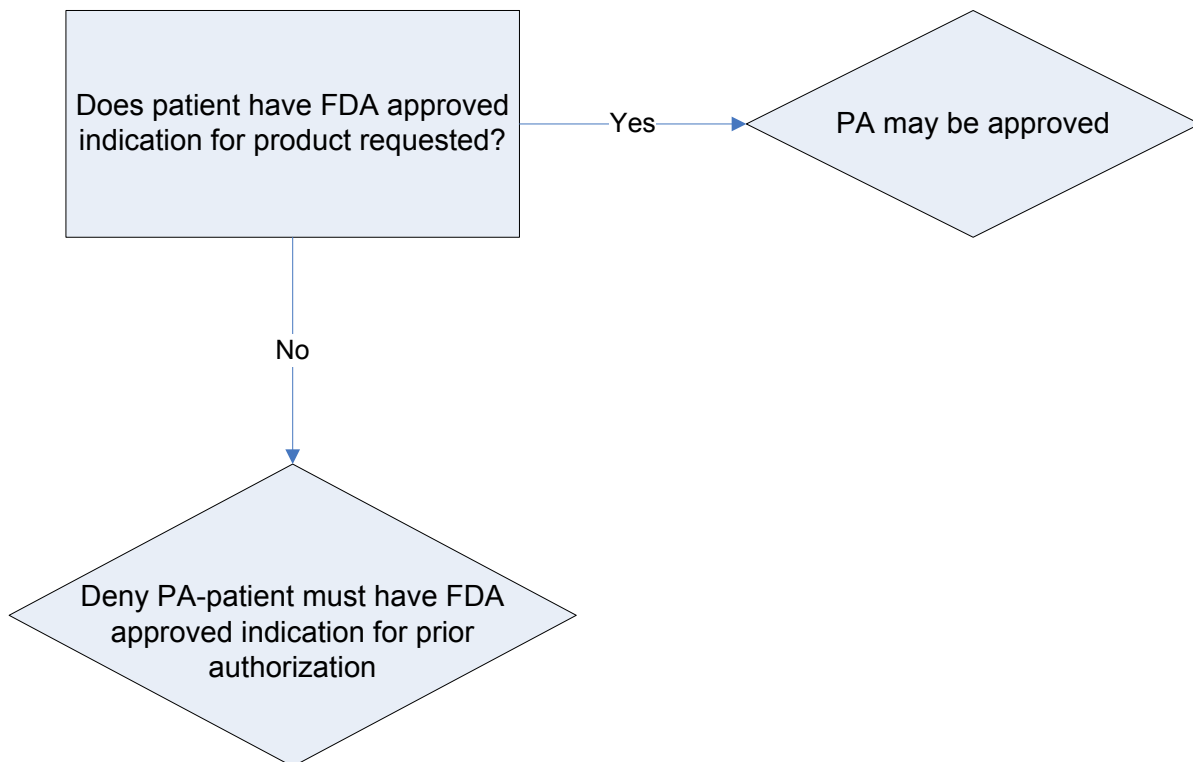 Does patient have FDA approved
indication for product requested?
Yes
PA may be approved
No
Deny PA-patient must have FDA
approved indication for prior
authorization